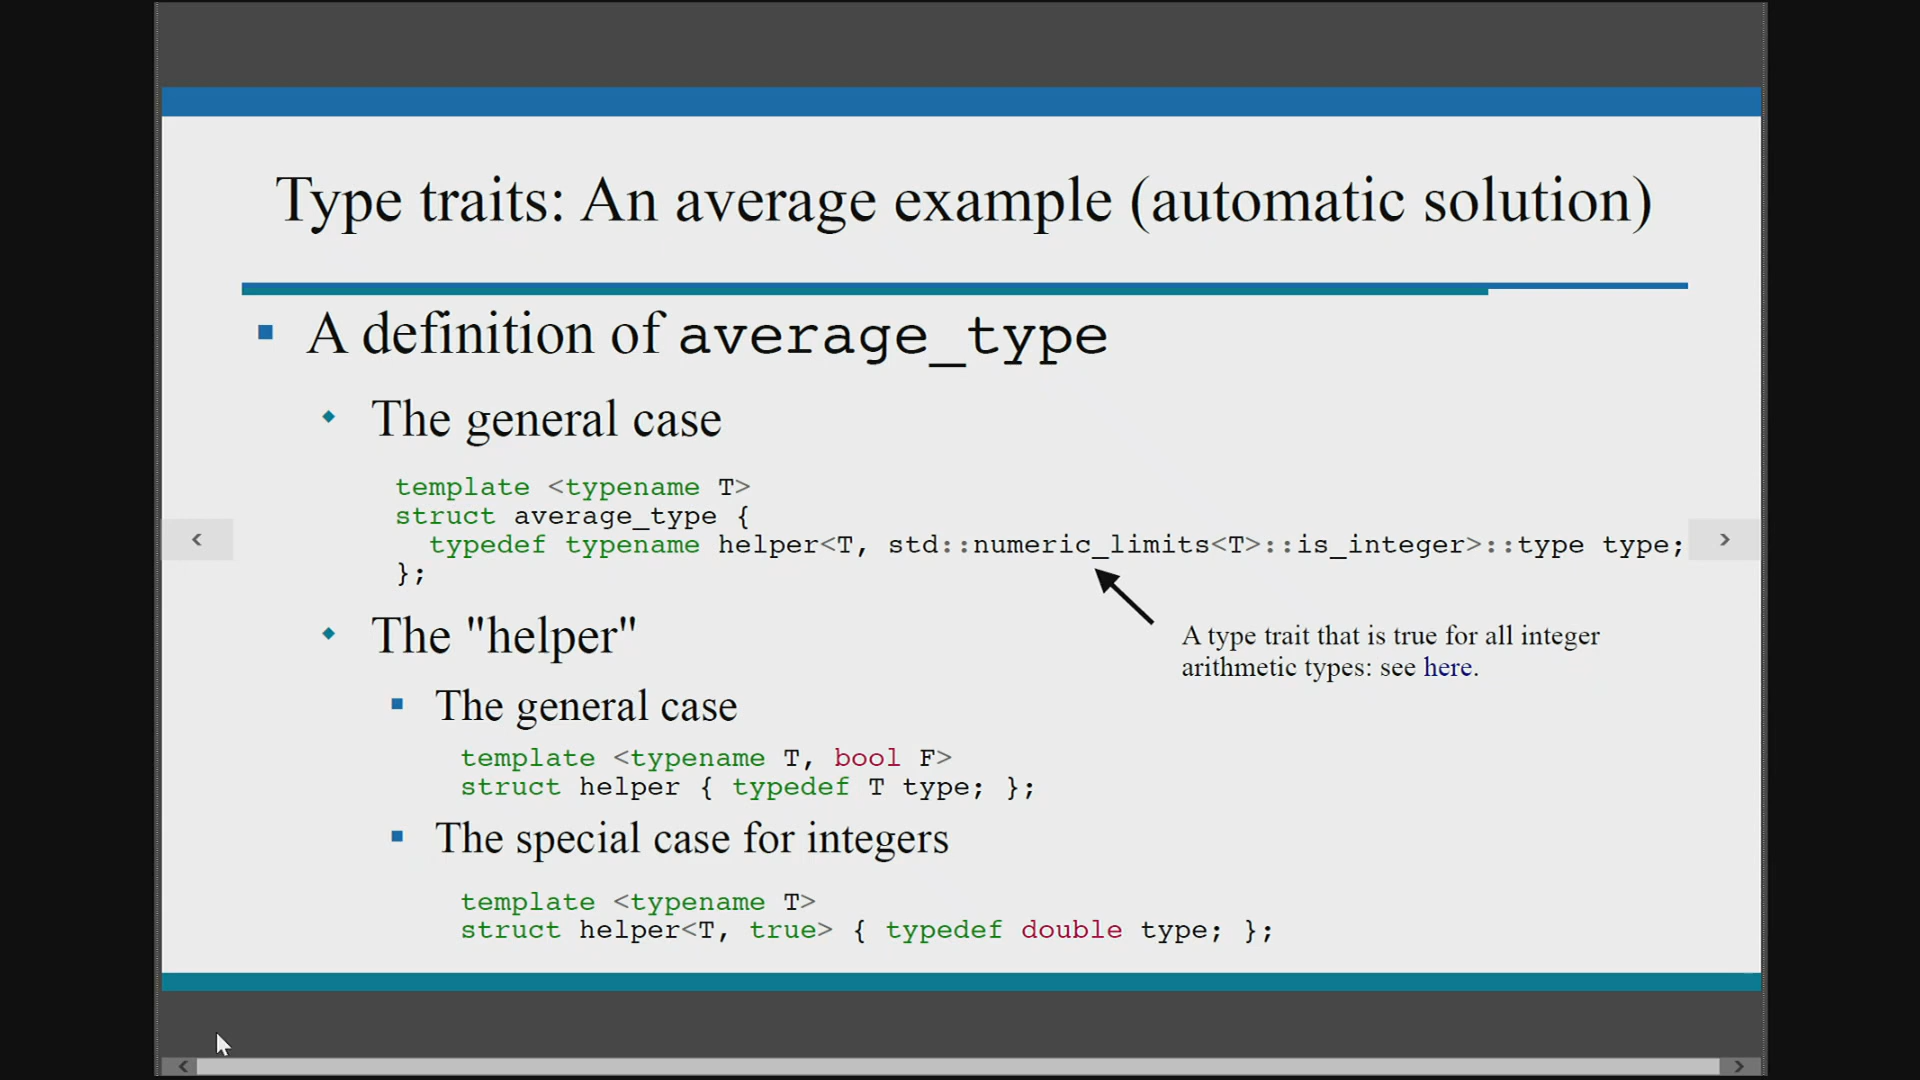 Type traits: An average example (automatic solution)
A definition of average_type
The general case
template <typename T>
struct average_type {
typedef typename helper<T, std::numeric_limits<T>::is_integer>::type type;
};
The "helper"
A type trait that is true for all integer
arithmetic types: see here.
The general case
template <typename T, bool F>
struct helper { typedef T type; };
The special case for integers
template <typename T>
struct helper<T, true> { typedef double type; };